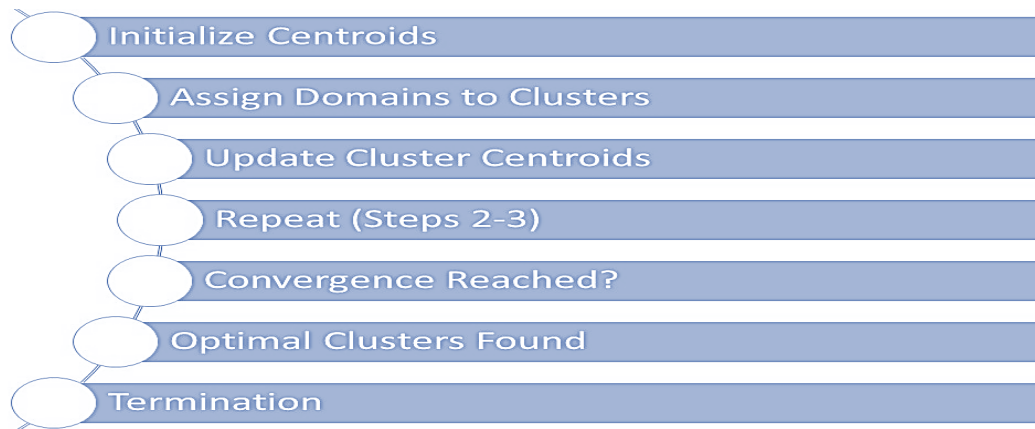 Initialize Centroids
Assign Domains to Clusters
Update Cluster Centroids
Repeat (Steps 2-3)
Convergence Reached?
Optimal Clusters Found
Termination